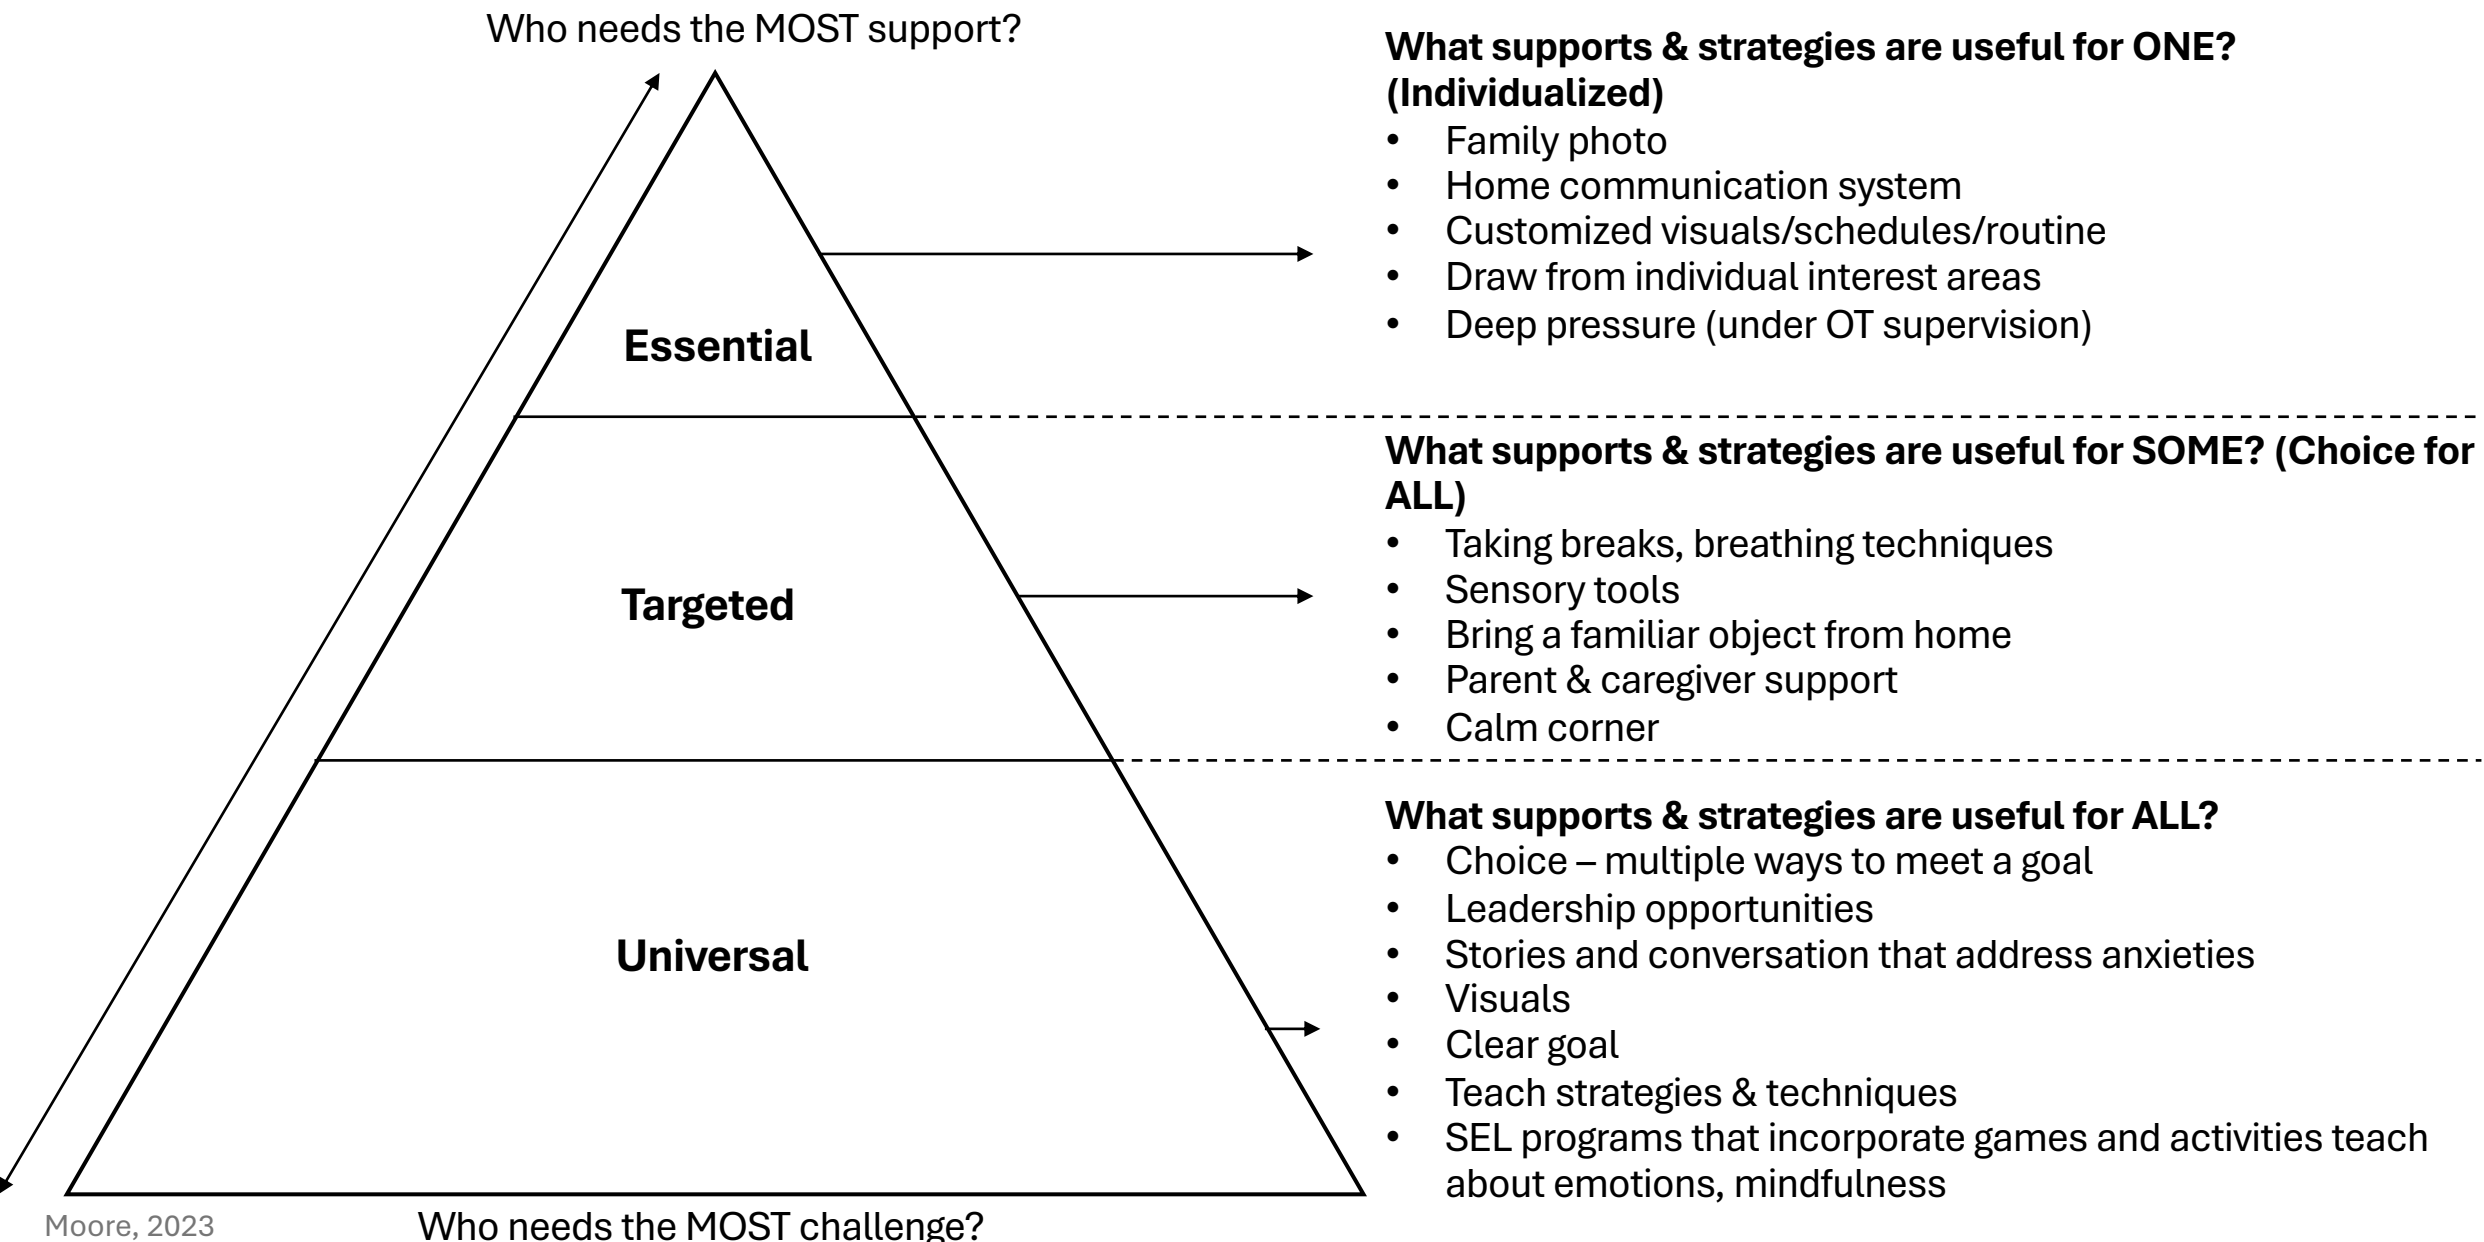 Who needs the MOST support?
What supports & strategies are useful for ONE?
(Individualized)
• Family photo
• Home communication system
• Customized visuals/schedules/routine
• Draw from individual interest areas
• Deep pressure (under OT supervision)
Essential
What supports & strategies are useful for SOME? (Choice for
ALL)
• Taking breaks, breathing techniques
• Sensory tools
• Bring a familiar object from home
• Parent & caregiver support
• Calm corner
Targeted
What supports & strategies are useful for ALL?
• Choice – multiple ways to meet a goal
• Leadership opportunities
• Stories and conversation that address anxieties
• Visuals
• Clear goal
• Teach strategies & techniques
• SEL programs that incorporate games and activities teach
about emotions, mindfulness
Universal
Moore, 2023
Who needs the MOST challenge?